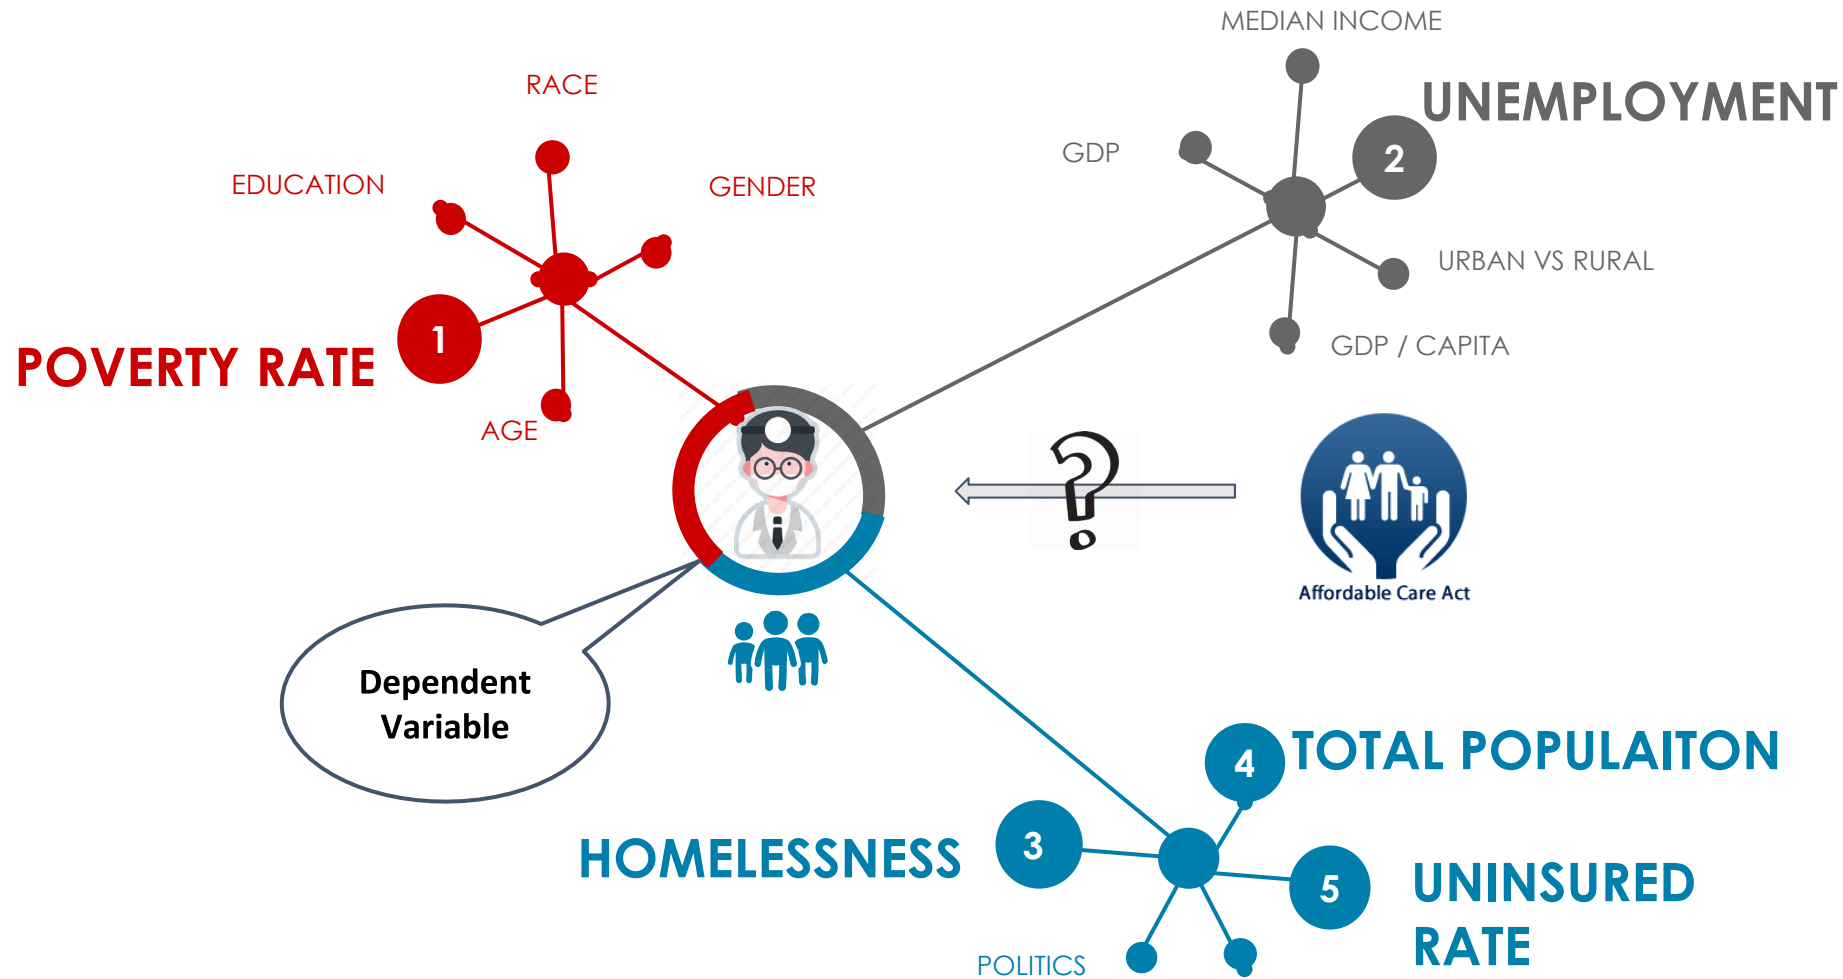 MEDIAN INCOME
RACE
UNEMPLOYMENT
GDP
2
EDUCATION
GENDER
URBAN VS RURAL
1
POVERTY RATE
GDP / CAPITA
AGE
?
Affordable Care Act
Dependent
Variable
4
TOTAL POPULAITON
3
HOMELESSNESS
5
UNINSURED
RATE
POLITICS